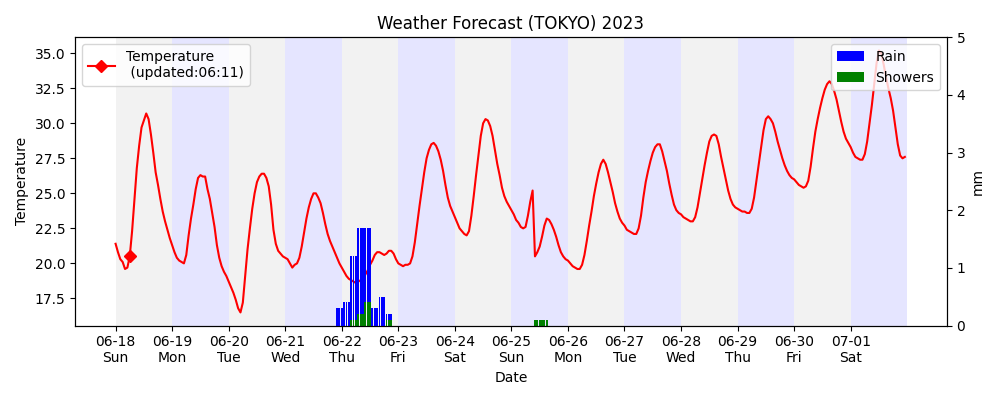 Weather Forecast (TOKYO) 2023
Temperature
(updated:06:11)
Rain
Showers
35.0
32.5
30.0
27.5
25.0
22.5
20.0
17.5
Temperature
5
4
3
2
1
0
mm
06-18 06-19 06-20 06-21 06-22 06-23 06-24 06-25 06-26 06-27 06-28 06-29 06-30 07-01
Sun Mon Tue Wed Thu Fri Sat Sun Mon Tue Wed Thu Fri Sat
Date